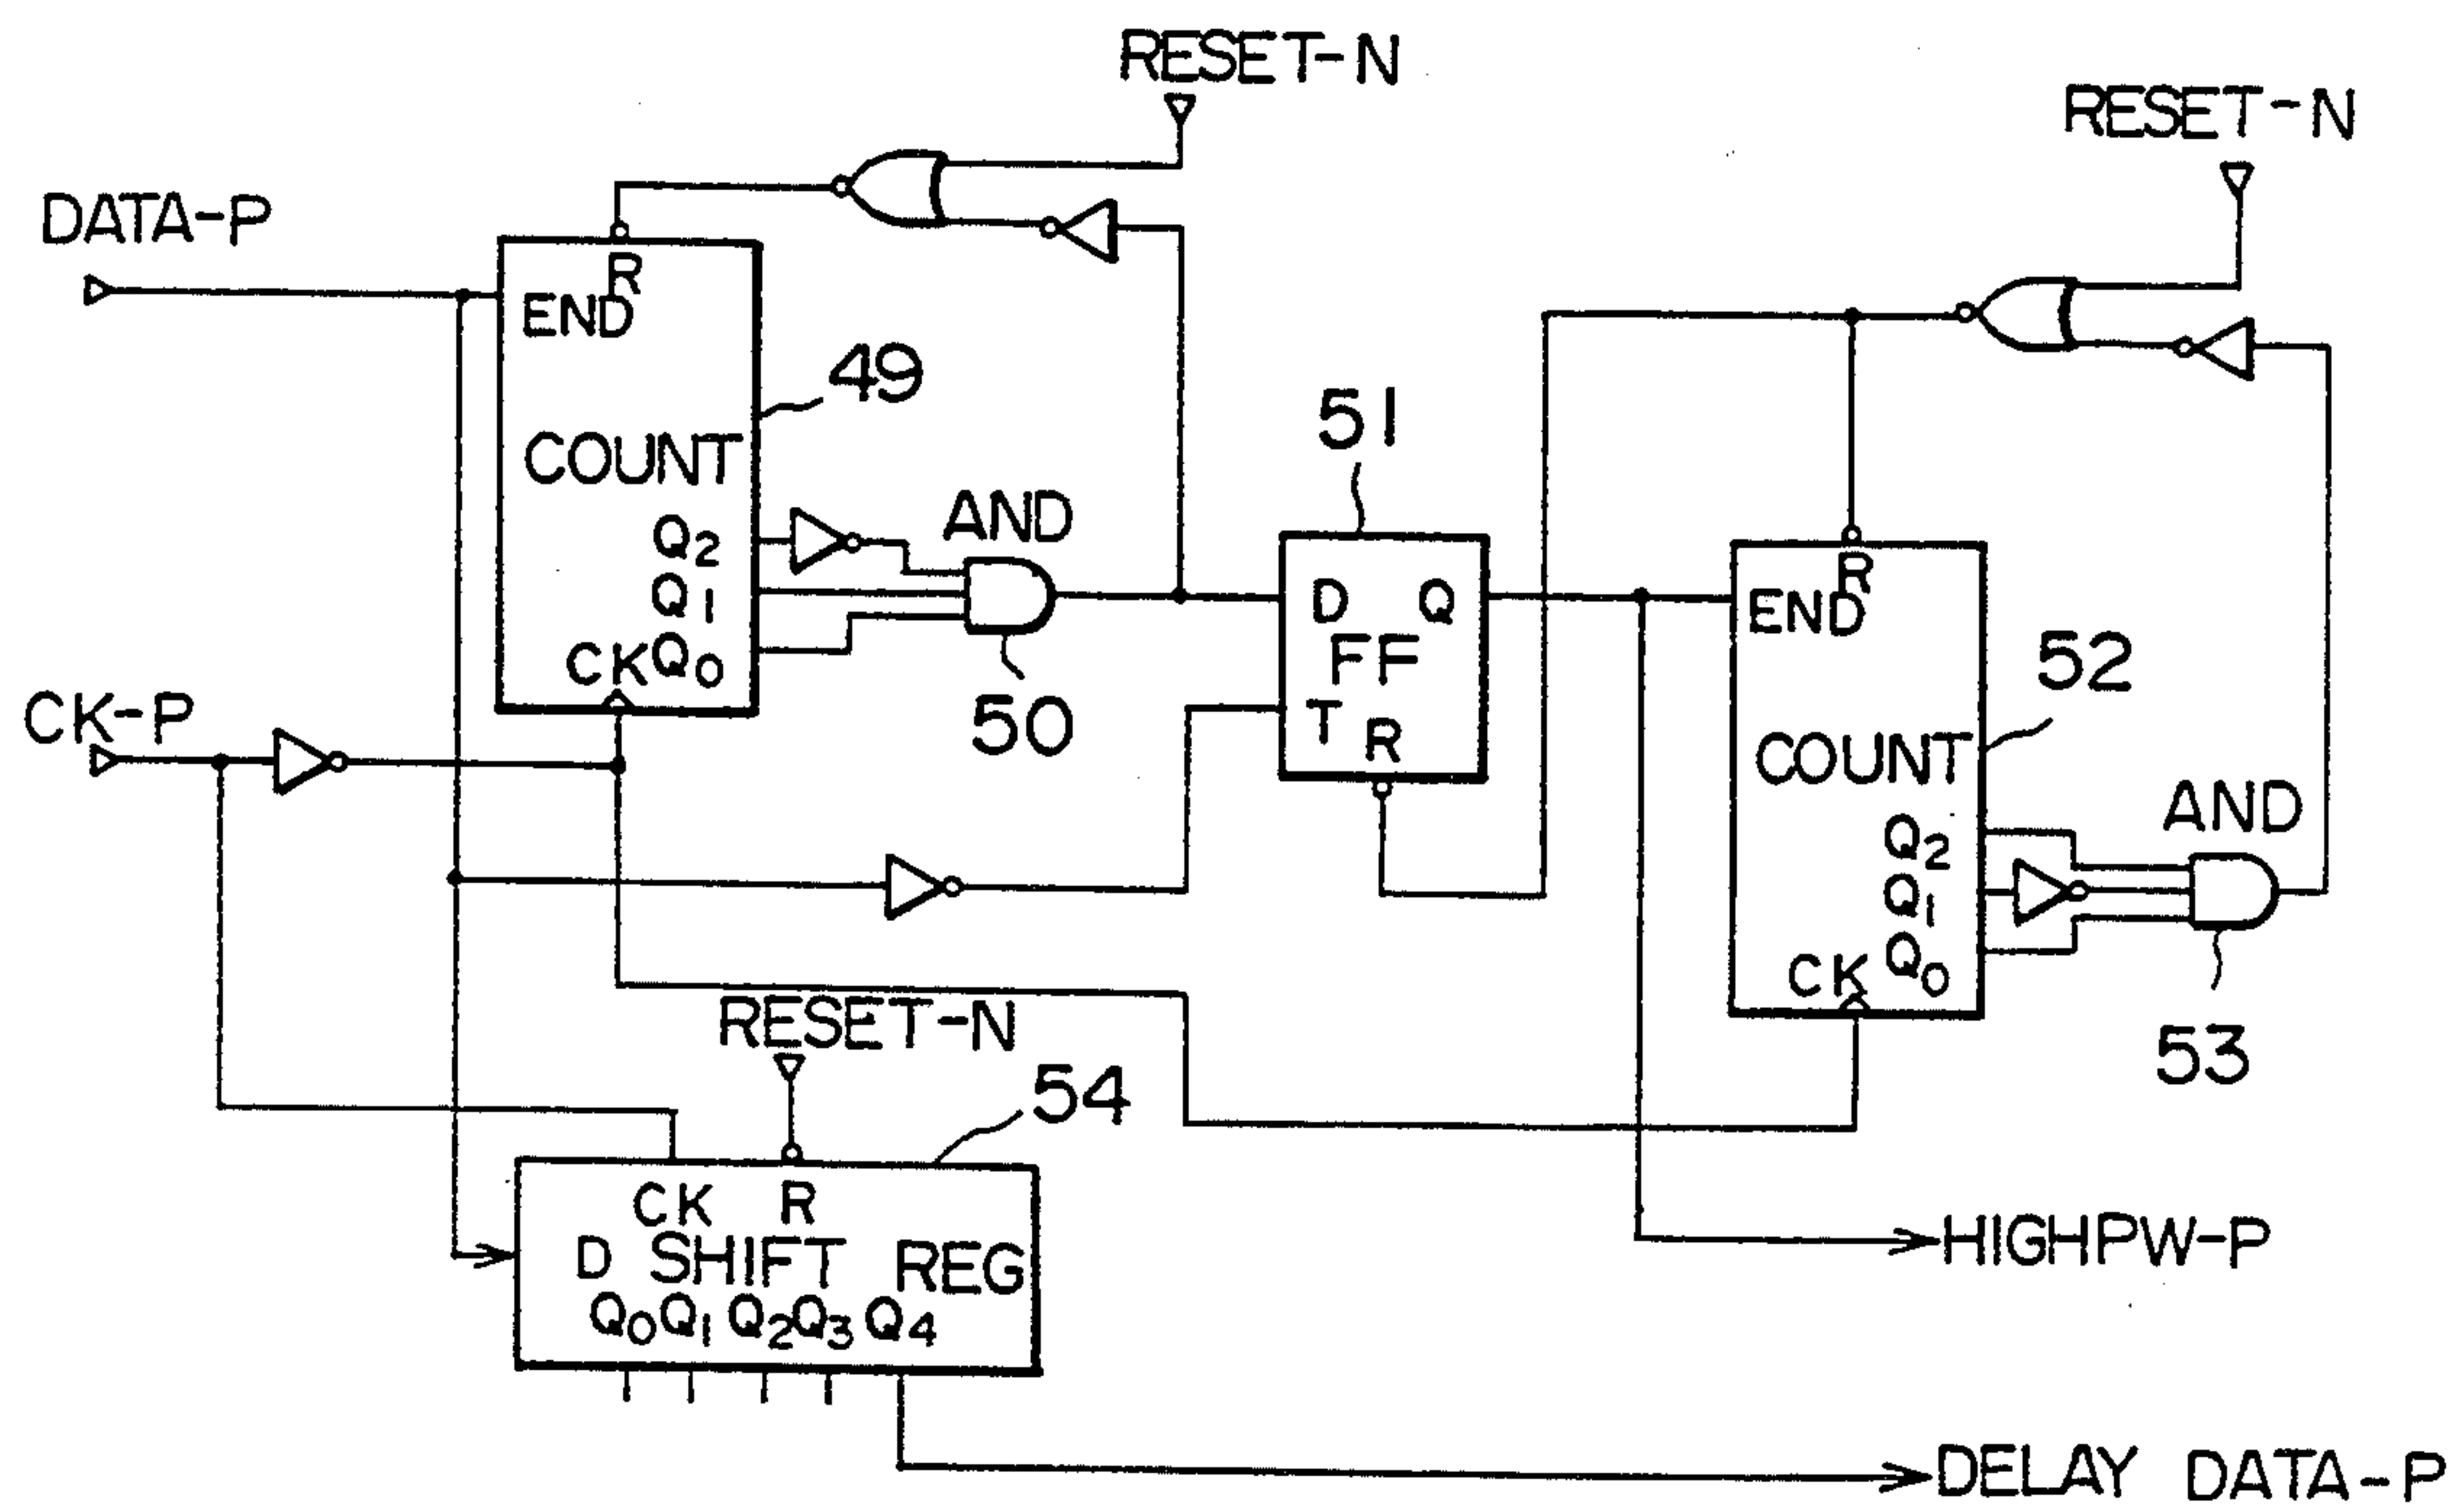 RESET-N
RESET-N
DATA-P
R
END
49
COUNT
51
Q2
AND
Q1
D Q
R
END
CK Q0
FF
52
CK-P
50
T R
COUNT
AND
Q2
Q1
CK Q0
RESET-N
53
54
CK R
D SHIFT REG
HIGHPW-P
Q0 Q1 Q2 Q3 Q4
DELAY DATA-P